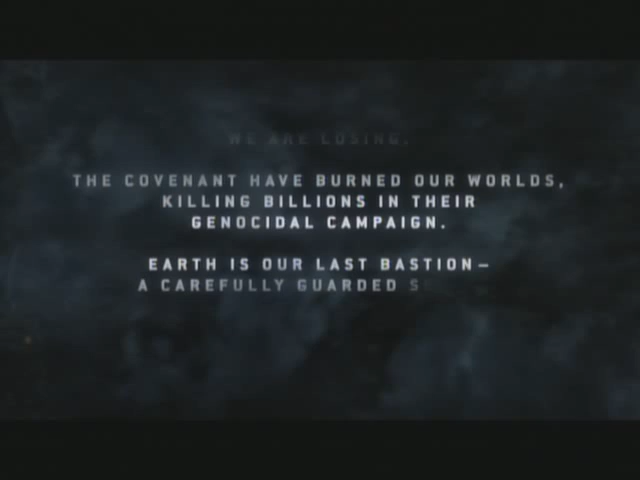 WE ARE LOSING.
THE COVENANT HAVE BURNED OUR WORLDS,
KILLING BILLIONS IN THEIR
GENOCIDAL CAMPAIGN.
EARTH IS OUR LAST BASTION–
A CAREFULLY GUARDED